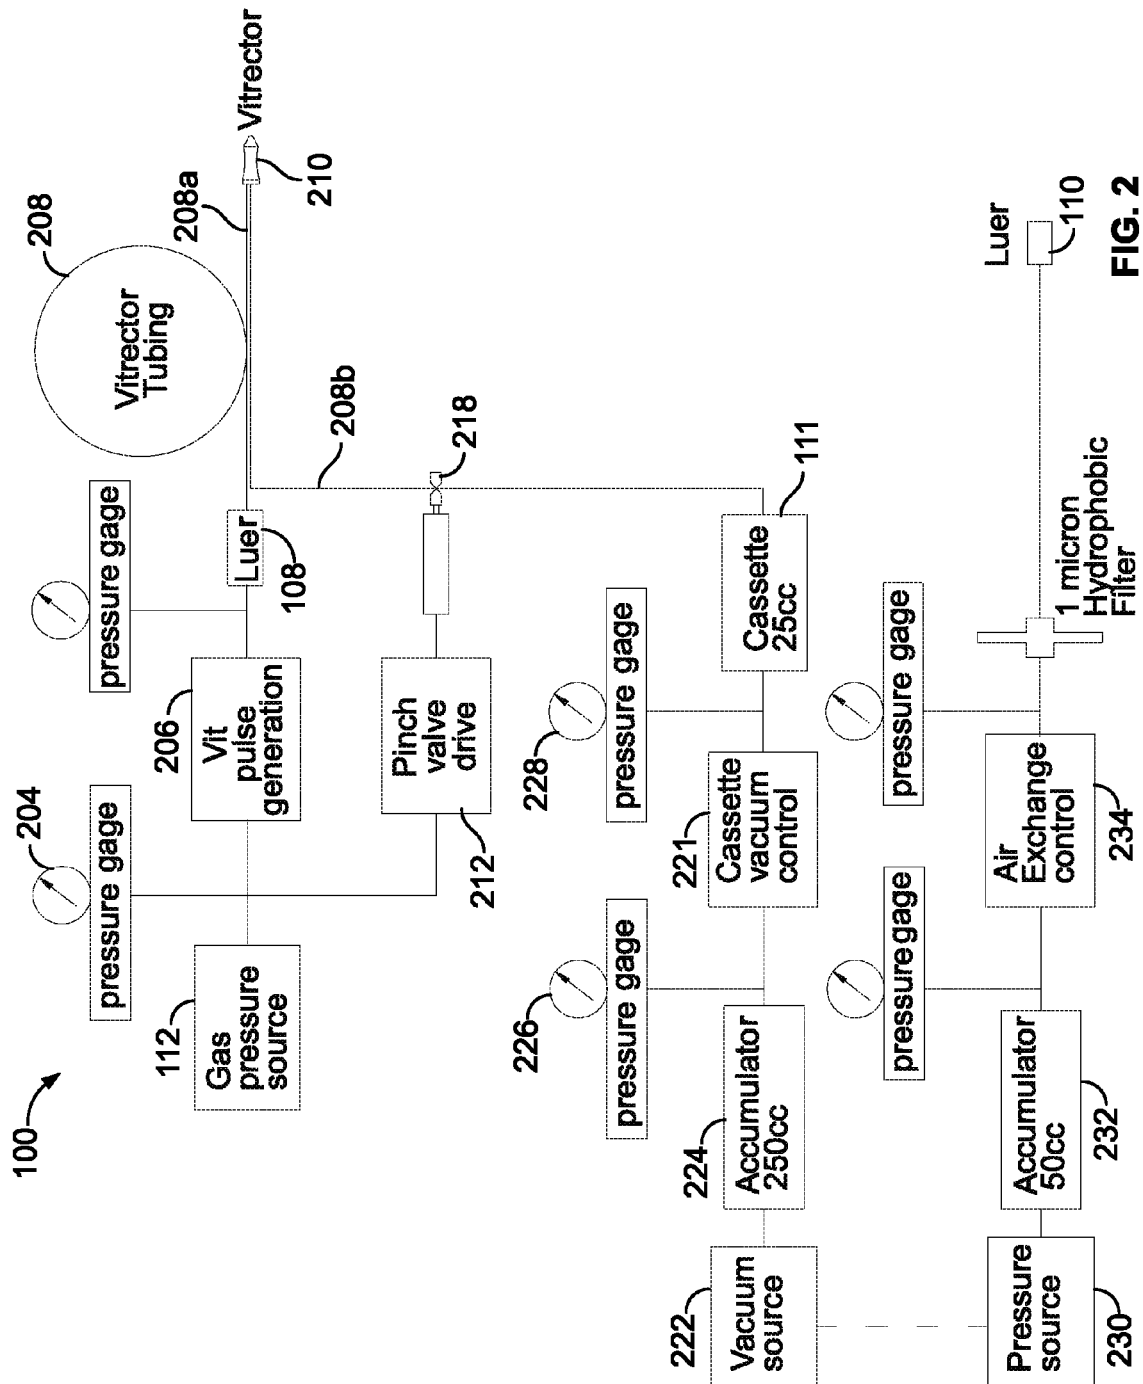 100
204
pressure gage
pressure gage
208
Vitrector
Tubing
208a
Vitrector
210
112
Gas
pressure
source
206
Vit
pulse
generation
Luer
108
208b
Pinch
valve
drive
212
218
226
pressure gage
228
pressure gage
222
Vacuum
source
224
Accumulator
250cc
221
Cassette
vacuum
control
Cassette
25cc
111
pressure gage
pressure gage
Pressure
source
230
Accumulator
50cc
232
Air
Exchange
control
234
1 micron
Hydrophobic
Filter
Luer
110
FIG. 2